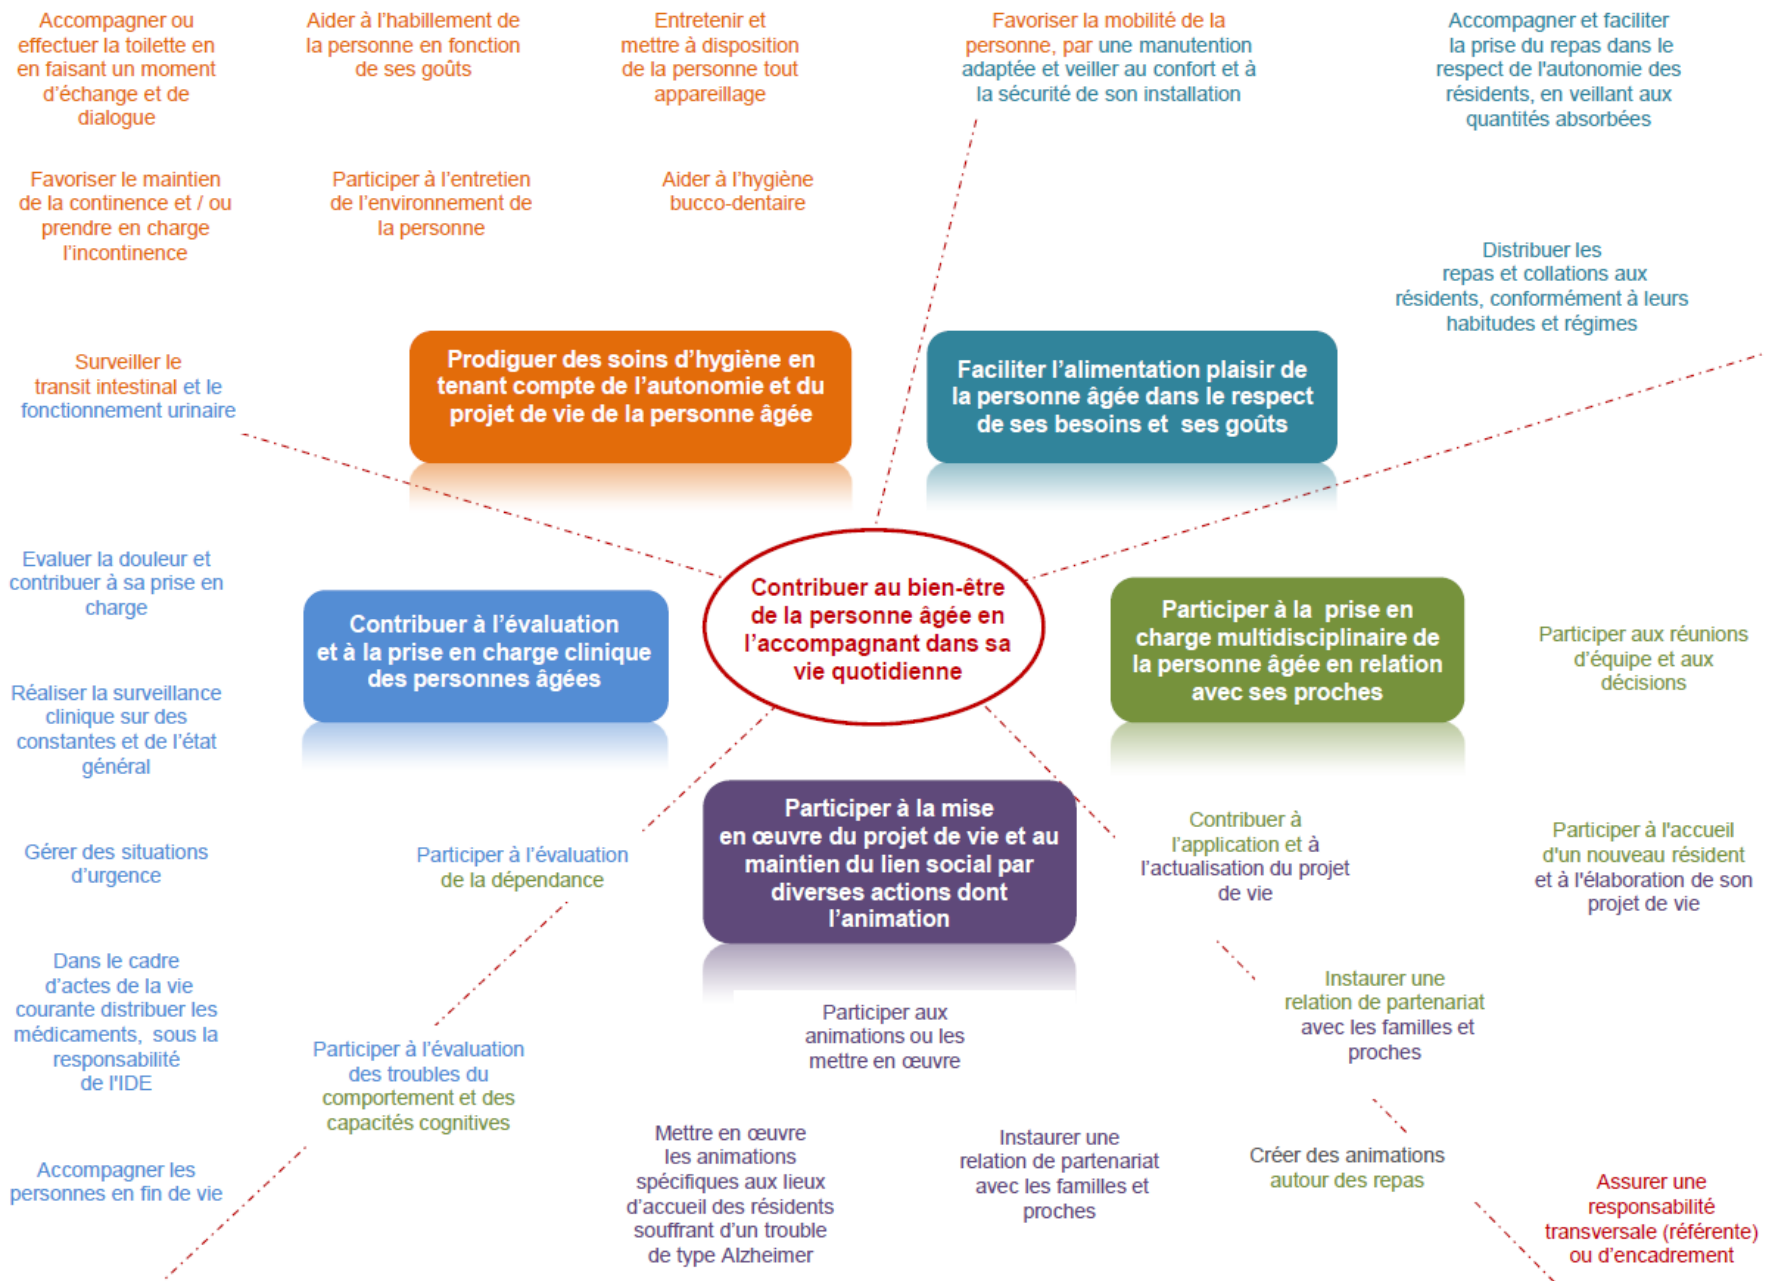 Accompagner ou
effectuer la toilette en
en faisant un moment
d’échange et de
dialogue
Aider à l’habillement de
la personne en fonction
de ses goûts
Entretenir et
mettre à disposition
de la personne tout
appareillage
Favoriser la mobilité de la
personne, par une manutention
adaptée et veiller au confort et à
la sécurité de son installation
Accompagner et faciliter
la prise du repas dans le
respect de l'autonomie des
résidents, en veillant aux
quantités absorbées
Favoriser le maintien
de la continence et / ou
prendre en charge
l’incontinence
Participer à l’entretien
de l’environnement de
la personne
Aider à l’hygiène
bucco-dentaire
Distribuer les
repas et collations aux
résidents, conformément à leurs
habitudes et régimes
Surveiller le
transit intestinal et le
fonctionnement urinaire
Prodiguer des soins d’hygiène en
tenant compte de l’autonomie et du
projet de vie de la personne âgée
Faciliter l’alimentation plaisir de
la personne âgée dans le respect
de ses besoins et ses goûts
Evaluer la douleur et
contribuer à sa prise en
charge
Contribuer à l’évaluation
et à la prise en charge clinique
des personnes âgées
Contribuer au bien-être
de la personne âgée en
l’accompagnant dans sa
vie quotidienne
Participer à la prise en
charge multidisciplinaire de
la personne âgée en relation
avec ses proches
Participer aux réunions
d’équipe et aux
décisions
Réaliser la surveillance
clinique sur des
constantes et de l’état
général
Participer à la mise
en œuvre du projet de vie et au
maintien du lien social par
diverses actions dont
l’animation
Gérer des situations
d’urgence
Participer à l’évaluation
de la dépendance
Contribuer à
l’application et à
l’actualisation du projet
de vie
Participer à l'accueil
d'un nouveau résident
et à l'élaboration de son
projet de vie
Dans le cadre
d’actes de la vie
courante distribuer les
médicaments, sous la
responsabilité
de l'IDE
Participer à l’évaluation
des troubles du
comportement et des
capacités cognitives
Participer aux
animations ou les
mettre en œuvre
Instaurer une
relation de partenariat
avec les familles et
proches
Accompagner les
personnes en fin de vie
Mettre en œuvre
les animations
spécifiques aux lieux
d’accueil des résidents
souffrant d’un trouble
de type Alzheimer
Instaurer une
relation de partenariat
avec les familles et
proches
Créer des animations
autour des repas
Assurer une
responsabilité
transversale (référente)
ou d’encadrement